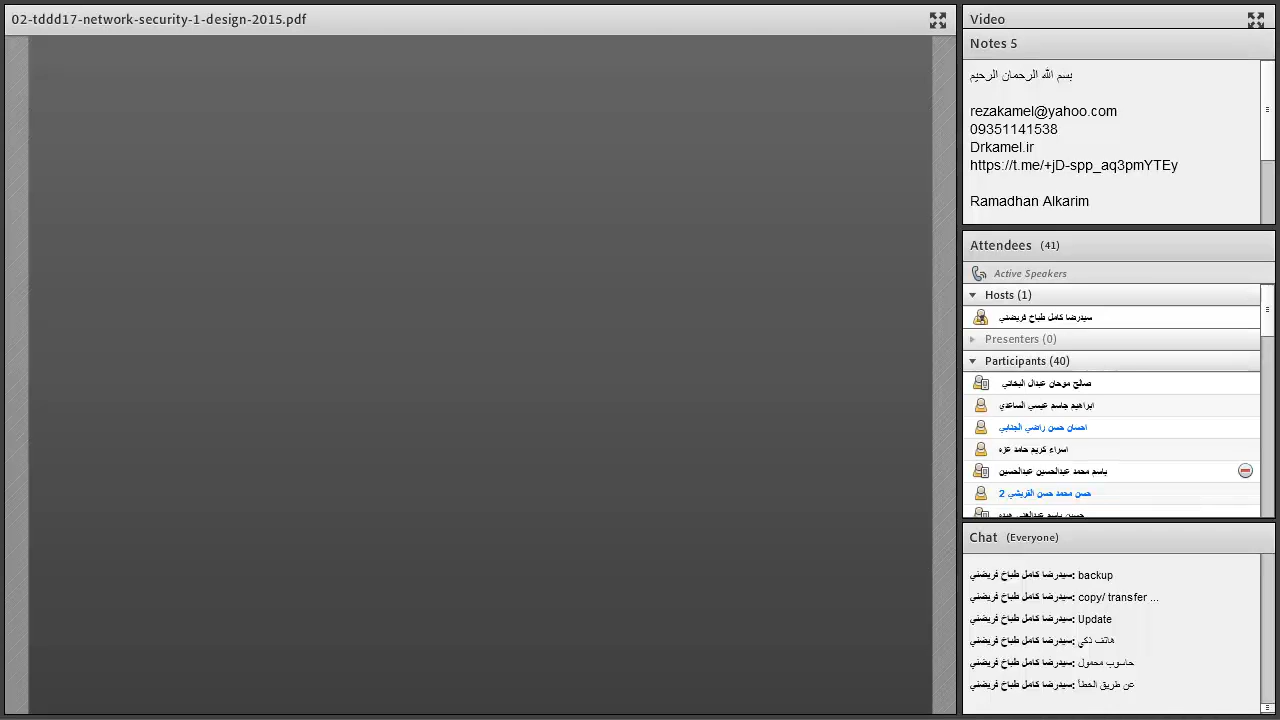 02-tddd17-network-security-1-design-2015.pdf
Video
Notes 5
بسم الله الرحمان الرحيم
rezakamel@yahoo.com
09351141538
Drkamel.ir
https://t.me/+jD-spp_aq3pmYTEy
Ramadhan Alkarim
Attendees (41)
Active Speakers
Hosts (1)
سيدرضا كامل طباخ فريضني
Presenters (0)
Participants (40)
صالح موحان عبدال البخاتي
ابراهيم جاسم عيسي الساعدي
احسان حسن راضي الجنابي
اسراء كريم حامد عزه
باسم محمد عبدالحسين عبدالحسين
حسن محمد حسن القريشي 2
حسين باسم عبدالغني
Chat (Everyone)
سيدرضا كامل طباخ فريضني: backup
سيدرضا كامل طباخ فريضني: copy/ transfer ...
سيدرضا كامل طباخ فريضني: Update
سيدرضا كامل طباخ فريضني: هاتف ذكي
سيدرضا كامل طباخ فريضني: حاسوب محمول
سيدرضا كامل طباخ فريضني: عن طريق الخطأ